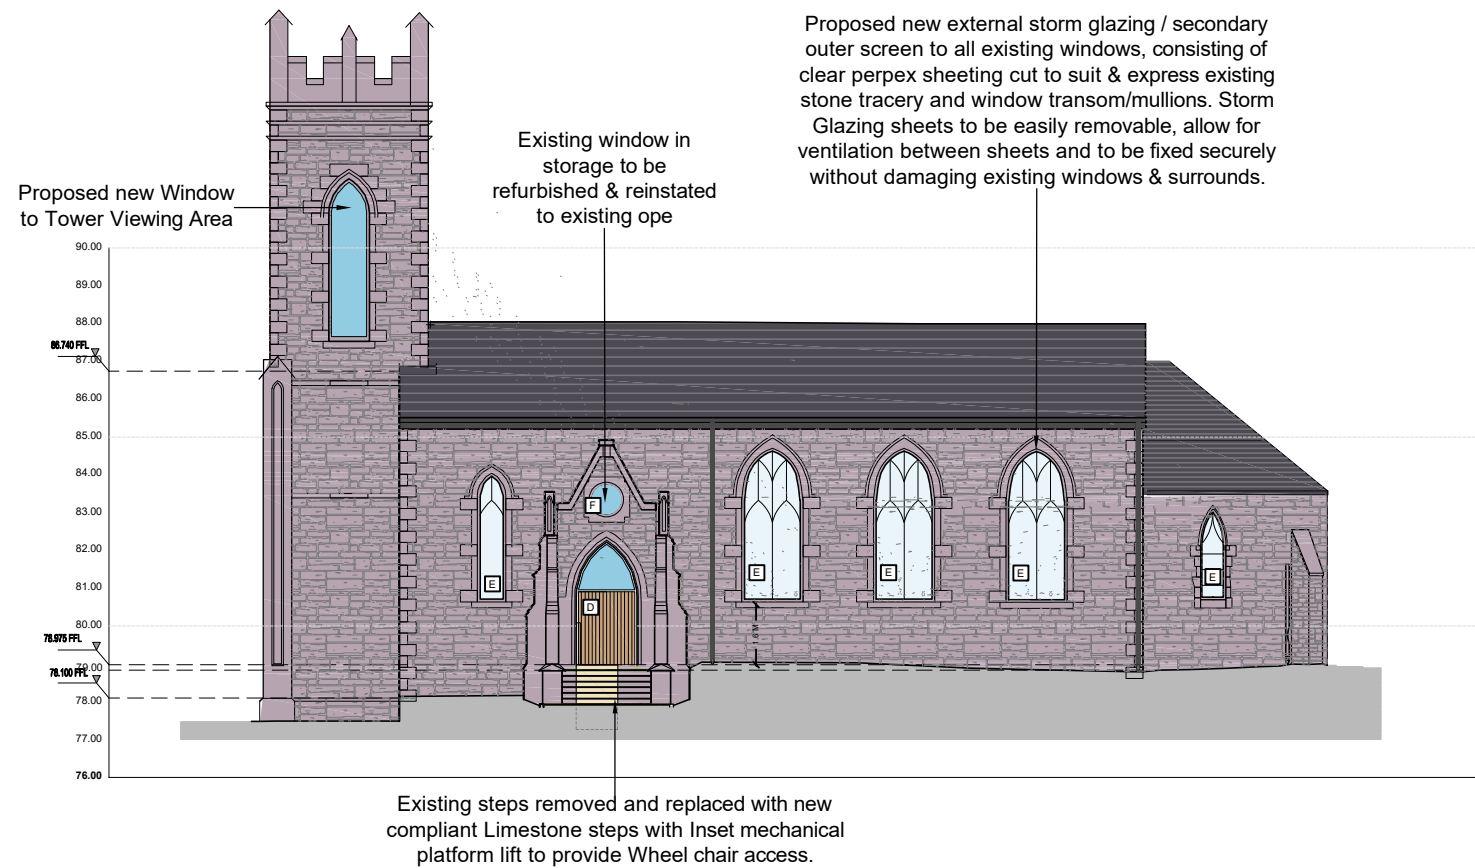 Proposed new external storm glazing / secondary
outer screen to all existing windows, consisting of
clear perpex sheeting cut to suit & express existing
stone tracery and window transom/mullions. Storm
Glazing sheets to be easily removable, allow for
ventilation between sheets and to be fixed securely
without damaging existing windows & surrounds.
Existing window in
storage to be
refurbished & reinstated
to existing ope
Proposed new Window
to Tower Viewing Area
90.00
89.00
88.00
86.740 FFL
87.00
86.00
85.00
84.00
83.00
82.00
81.00
80.00
78.975 FFL
79.00
78.100 FFL
78.00
77.00
76.00
F
E
D
E
E
E
E
1.6M
Existing steps removed and replaced with new
compliant Limestone steps with Inset mechanical
platform lift to provide Wheel chair access.